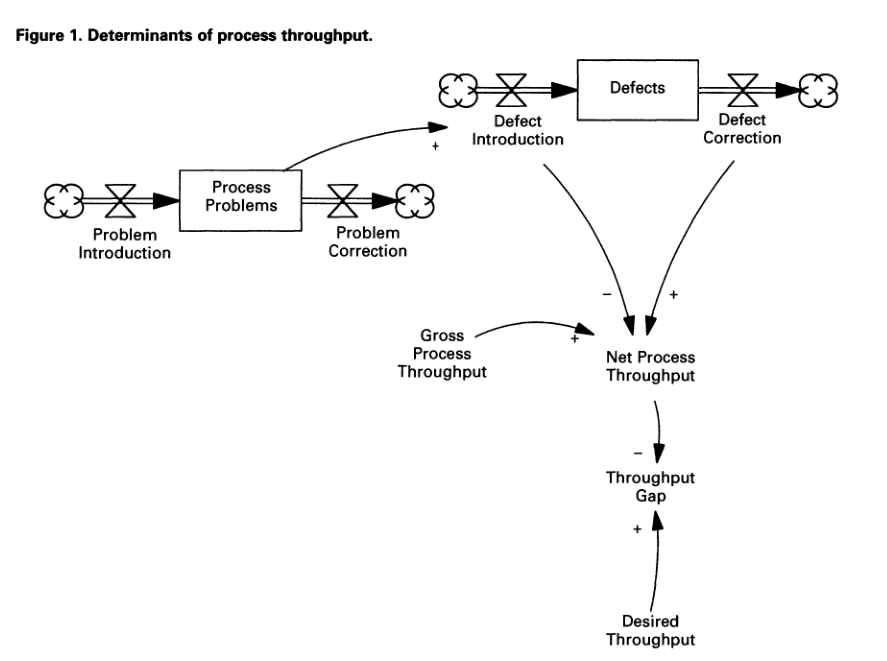 Figure 1. Determinants of process throughput.
Defects
Defect
Introduction
Defect
Correction
+
Process
Problems
Problem
Introduction
Problem
Correction
−
+
+
Gross
Process
Throughput
Net Process
Throughput
−
Throughput
Gap
+
Desired
Throughput